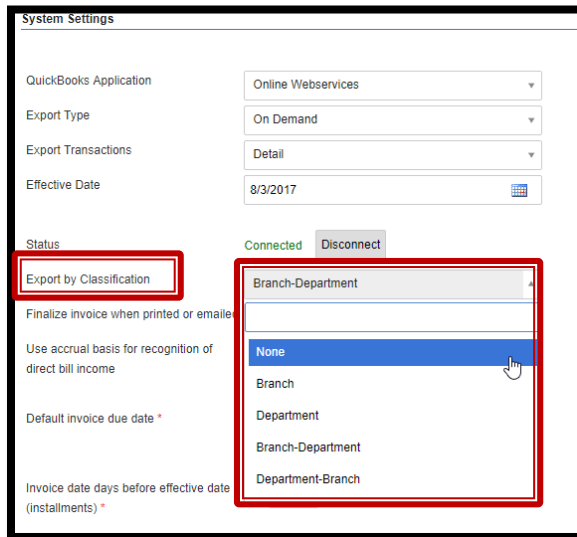 System Settings
QuickBooks Application Online Webservices
Export Type On Demand
Export Transactions Detail
Effective Date 8/3/2017
Status Connected Disconnect
Export by Classification Branch-Department
Finalize invoice when printed or emailed
None
Use accrual basis for recognition of
direct bill income
Branch
Department
Default invoice due date *
Branch-Department
Department-Branch
Invoice date days before effective date
(installments) *